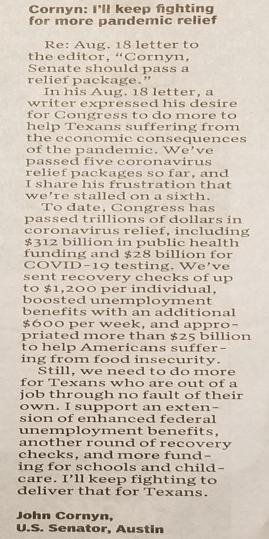 Cornyn: I'll keep fighting
for more pandemic relief
Re: Aug. 18 letter to
the editor, "Cornyn,
Senate should pass a
relief package."
In his Aug. 18 letter, a
writer expressed his desire
for Congress to do more to
help Texans suffering from
the economic consequences
of the pandemic. We've
passed five coronavirus
relief packages so far, and
I share his frustration that
we're stalled on a sixth.
To date, Congress has
passed trillions of dollars in
coronavirus relief, including
$312 billion in public health
funding and $28 billion for
COVID-19 testing. We've
sent recovery checks of up
to $1,200 per individual,
boosted unemployment
benefits with an additional
$600 per week, and appro-
priated more than $25 billion
to help Americans suffer-
ing from food insecurity.
Still, we need to do more
for Texans who are out of a
job through no fault of their
own. I support an exten-
sion of enhanced federal
unemployment benefits,
another round of recovery
checks, and more fund-
ing for schools and child-
care. I'll keep fighting to
deliver that for Texans.
John Cornyn,
U.S. Senator, Austin